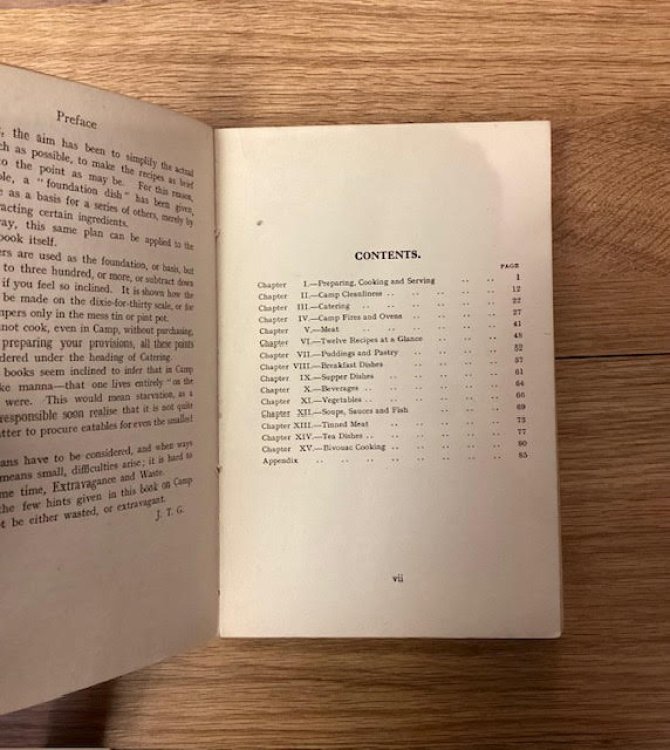 Preface
, the aim has been to simplify the actual
ch as possible, to make the recipes as brief
to the point as may be. For this reason,
ble, a "foundation dish" has been given,
e as a basis for a series of others, merely by
racting certain ingredients.
way, this same plan can be applied to the
book itself.
ers are used as the foundation, or basis, but
to three hundred, or more, or subtract down
if you feel so inclined. It is shown how the
be made on the dixie-for-thirty scale, or for
mpers only in the mess tin or pint pot.
nnot cook, even in Camp, without purchasing,
preparing your provisions, all these points
dered under the heading of Catering.
books seem inclined to infer that in Camp
ke manna—that one lives entirely "on the
were. This would mean starvation, as a
responsible soon realise that it is not quite
atter to procure eatables for even the smallest
ans have to be considered, and when ways
means small, difficulties arise; it is hard to
me time, Extravagance and Waste.
the few hints given in this book on Camp
t be either wasted, or extravagant.
J. T. G.
CONTENTS.
PAGE
Chapter I.—Preparing, Cooking and Serving .. .. 1
Chapter II.—Camp Cleanliness .. .. .. .. .. 12
Chapter III.—Catering .. .. .. .. .. .. 22
Chapter IV.—Camp Fires and Ovens .. .. .. .. 27
Chapter V.—Meat .. .. .. .. .. .. 41
Chapter VI.—Twelve Recipes at a Glance .. .. .. 48
Chapter VII.—Puddings and Pastry .. .. .. .. 52
Chapter VIII.—Breakfast Dishes .. .. .. .. 57
Chapter IX.—Supper Dishes .. .. .. .. .. 61
Chapter X.—Beverages .. .. .. .. .. .. 64
Chapter XI.—Vegetables .. .. .. .. .. .. 66
Chapter XII.—Soups, Sauces and Fish .. .. .. .. 69
Chapter XIII.—Tinned Meat .. .. .. .. .. 73
Chapter XIV.—Tea Dishes .. .. .. .. .. .. 77
Chapter XV.—Bivouac Cooking .. .. .. .. .. 80
Appendix .. .. .. .. .. .. .. .. 85
vii